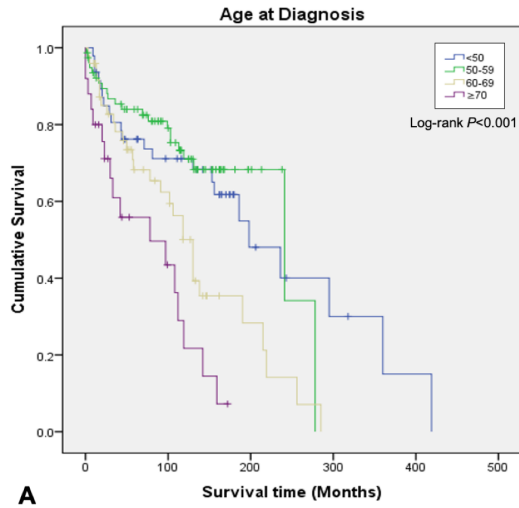 Age at Diagnosis
<50
50-59
60-69
≥70
Log-rank P<0.001
Cumulative Survival
1.0
0.8
0.6
0.4
0.2
0.0
0 100 200 300 400 500
Survival time (Months)
A